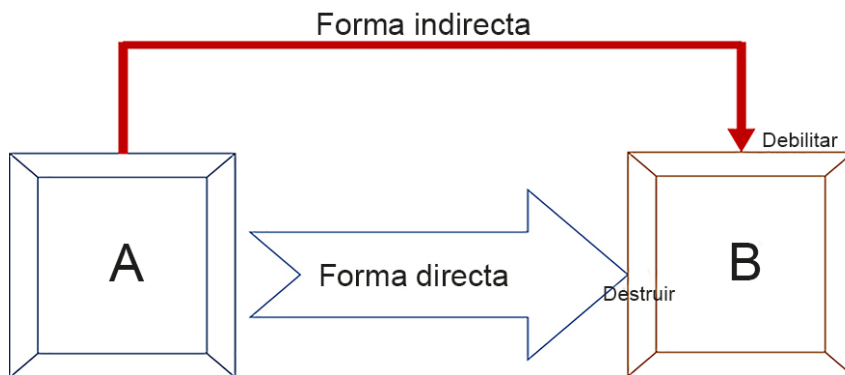 Forma indirecta
Debilitar
A
Forma directa
Destruir
B